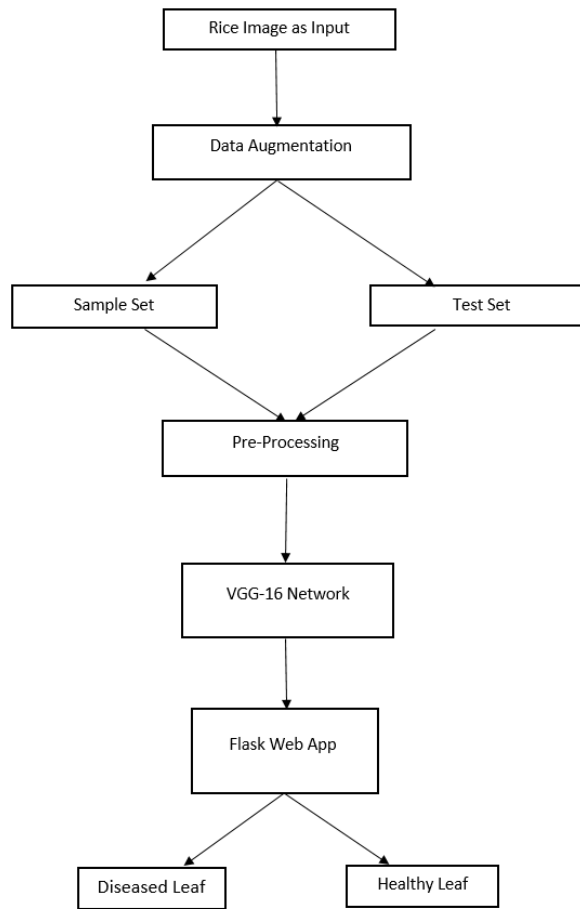 Rice Image as Input
Data Augmentation
Sample Set
Test Set
Pre-Processing
VGG-16 Network
Flask Web App
Diseased Leaf
Healthy Leaf